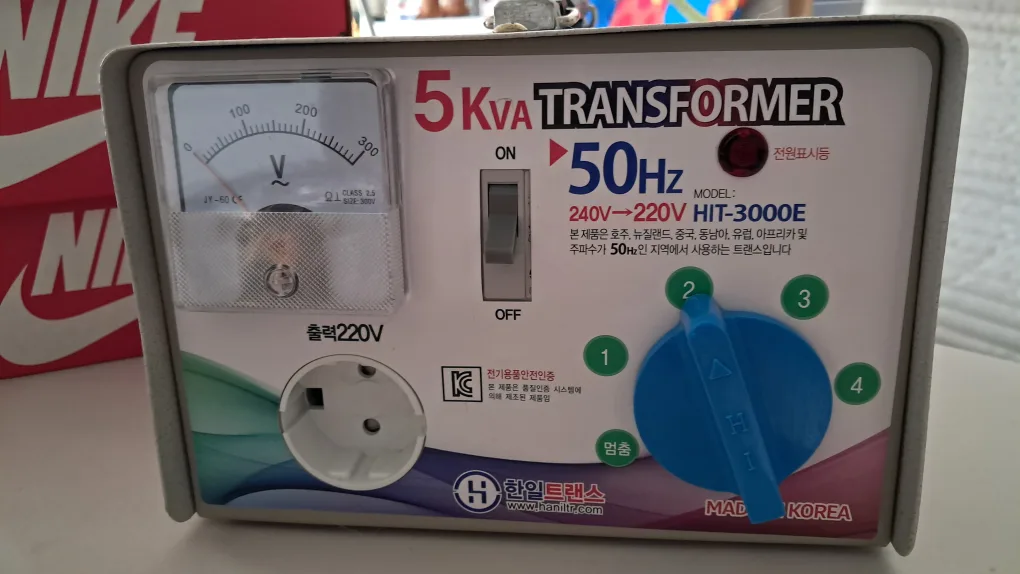 NIKE
NI
0 100 200 300
V
CLASS 2.5
SIZE: 300V
5 KVA TRANSFORMER
ON
OFF
50Hz
전원표시등
MODEL :
240V→220V HIT-3000E
본 제품은 호주, 뉴질랜드, 중국, 동남아, 유럽, 아프리카 및
주파수가 50Hz인 지역에서 사용하는 트랜스입니다
출력220V
전기용품안전인증
본 제품은 품질인증 시스템에
의해 제조된 제품임
멈춤
1
2
3
4
H I
한일트랜스
www.haniltr.com
KOREA